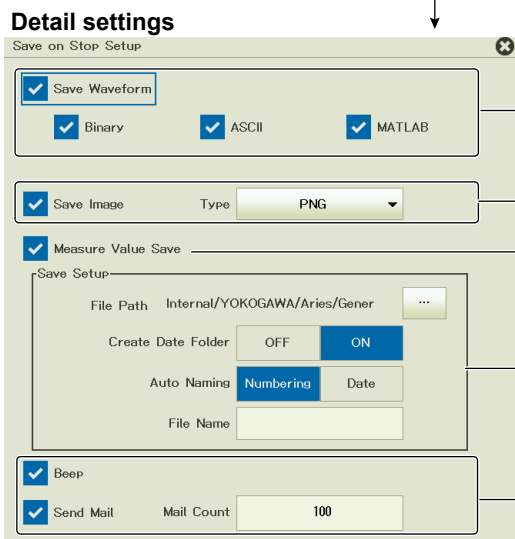 Detail settings
Save on Stop Setup
Save Waveform
Binary ASCII MATLAB
Save Image Type PNG
Measure Value Save
Save Setup
File Path Internal/YOKOGAWA/Aries/Gener ...
Create Date Folder OFF ON
Auto Naming Numbering Date
File Name
Beep
Send Mail Mail Count 100